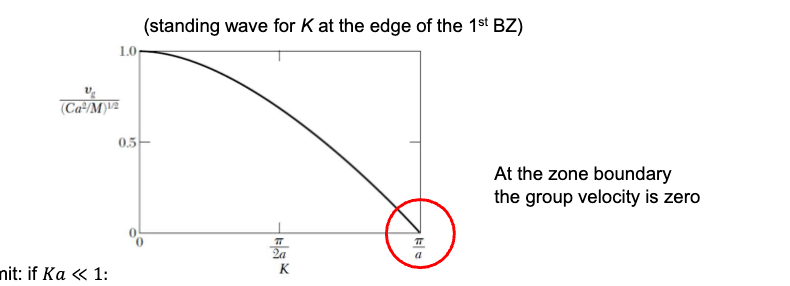 (standing wave for K at the edge of the 1st BZ)
1.0
v_g
(Ca²/M)^1/2
0.5
At the zone boundary
the group velocity is zero
0
0
π
2a
π
a
K
nit: if Ka ≪ 1: